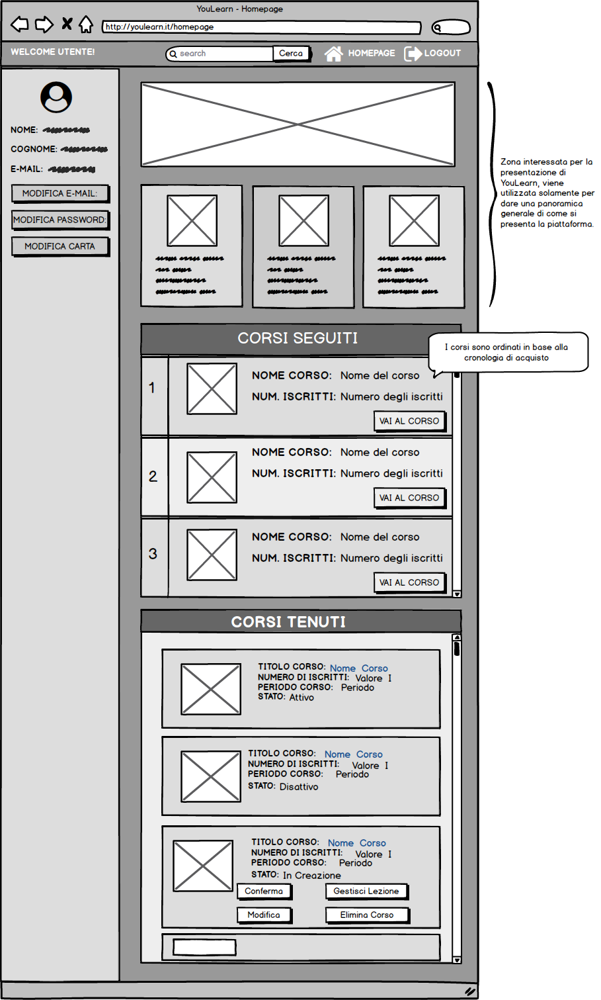 YouLearn - Homepage
http://youlearn.it/homepage
WELCOME UTENTE!
search
Cerca
HOMEPAGE
LOGOUT
NOME:
COGNOME:
E-MAIL:
MODIFICA E-MAIL:
MODIFICA PASSWORD:
MODIFICA CARTA
Zona interessata per la
presentazione di
YouLearn, viene
utilizzata solamente per
dare una panoramica
generale di come si
presenta la piattaforma.
CORSI SEGUITI
I corsi sono ordinati in base alla
cronologia di acquisto
1
NOME CORSO: Nome del corso
NUM. ISCRITTI: Numero degli iscritti
VAI AL CORSO
2
NOME CORSO: Nome del corso
NUM. ISCRITTI: Numero degli iscritti
VAI AL CORSO
3
NOME CORSO: Nome del corso
NUM. ISCRITTI: Numero degli iscritti
VAI AL CORSO
CORSI TENUTI
TITOLO CORSO: Nome Corso
NUMERO DI ISCRITTI: Valore I
PERIODO CORSO: Periodo
STATO: Attivo
TITOLO CORSO: Nome Corso
NUMERO DI ISCRITTI: Valore I
PERIODO CORSO: Periodo
STATO: Disattivo
TITOLO CORSO: Nome Corso
NUMERO DI ISCRITTI: Valore I
PERIODO CORSO: Periodo
STATO: In Creazione
Conferma
Gestisci Lezione
Modifica
Elimina Corso